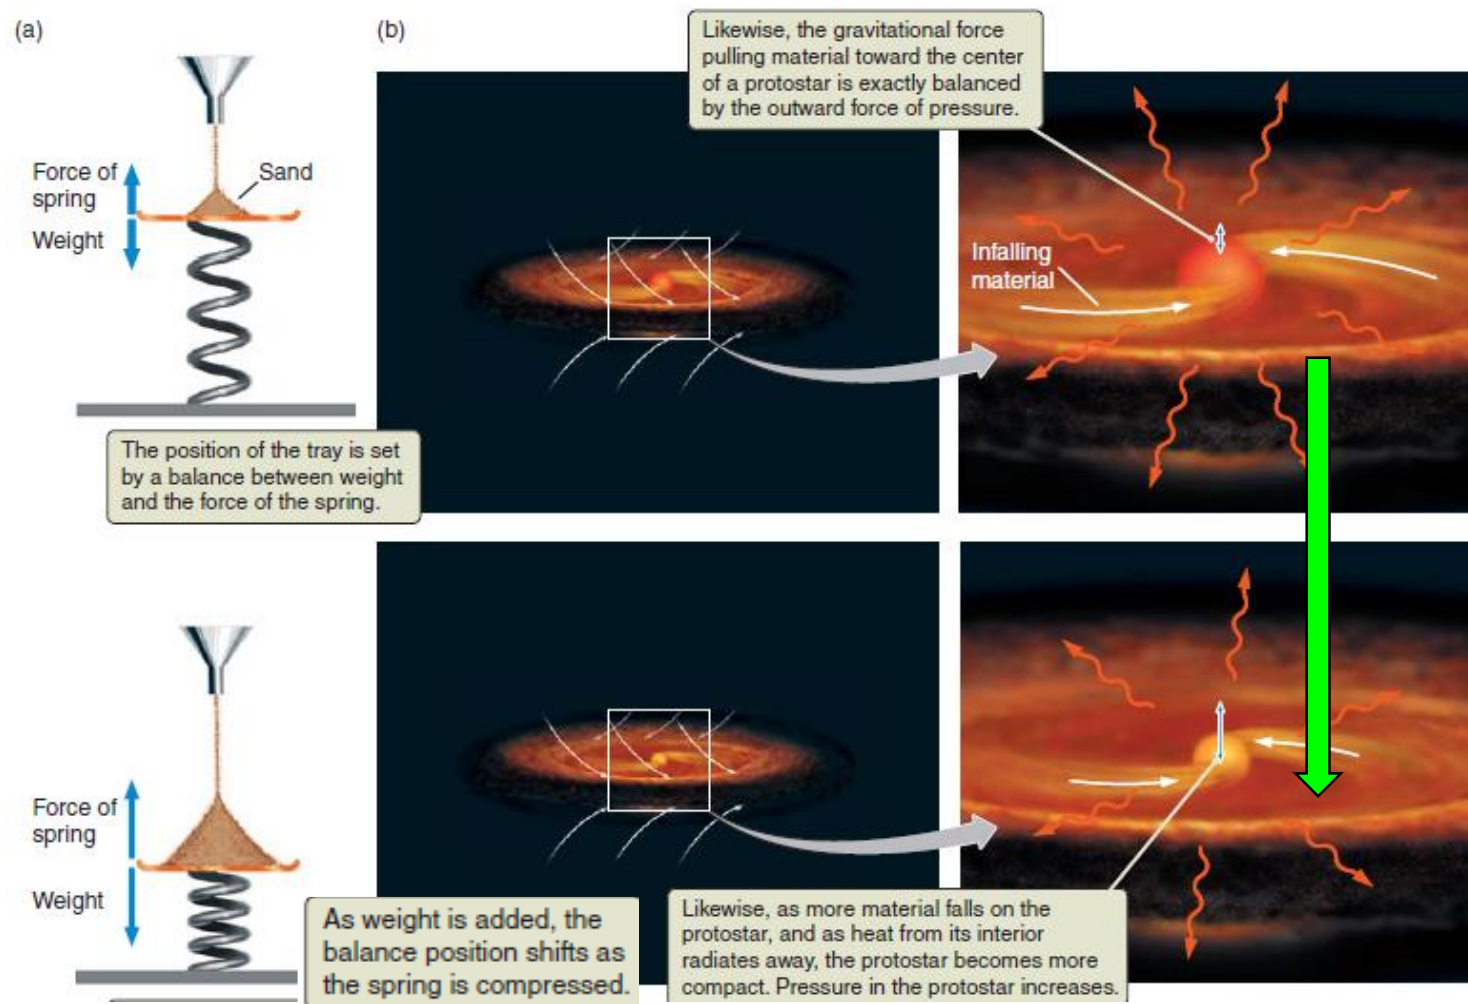 (a)
(b)
Likewise, the gravitational force
pulling material toward the center
of a protostar is exactly balanced
by the outward force of pressure.
Force of
spring
Sand
Weight
Infalling
material
The position of the tray is set
by a balance between weight
and the force of the spring.
Force of
spring
Weight
As weight is added, the
balance position shifts as
the spring is compressed.
Likewise, as more material falls on the
protostar, and as heat from its interior
radiates away, the protostar becomes more
compact. Pressure in the protostar increases.